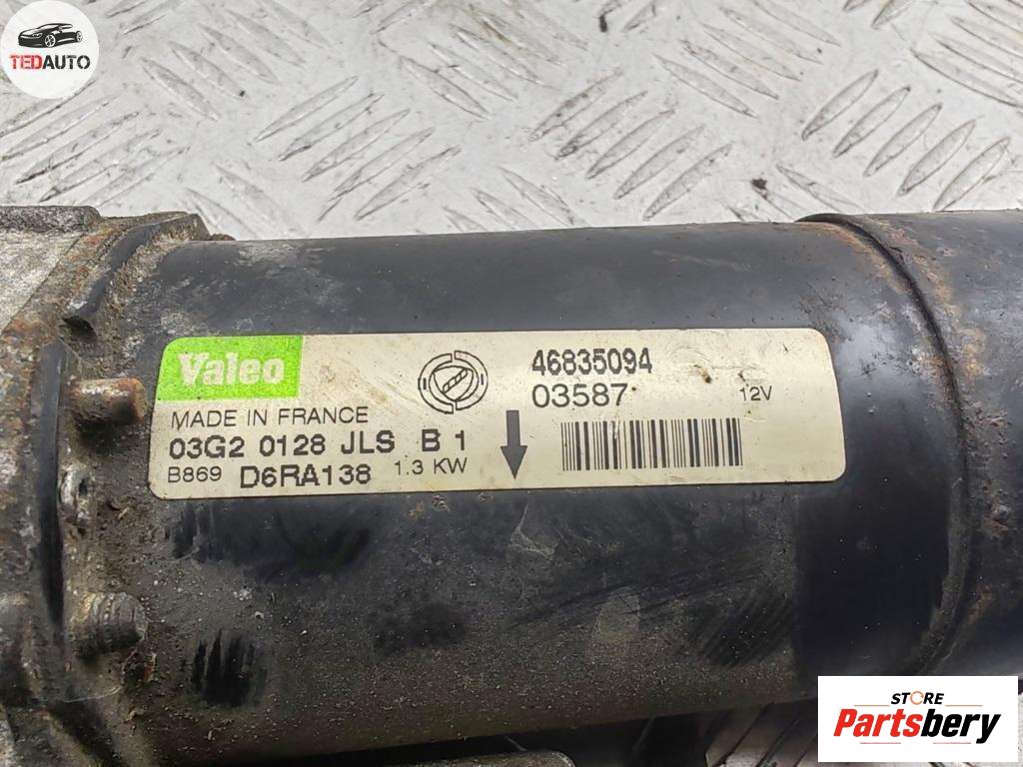 TEDAUTO
Valeo
46835094
03587 12V
MADE IN FRANCE
03G2 0128 JLS B 1
B869 D6RA138 1.3 KW
STORE
Partsbery